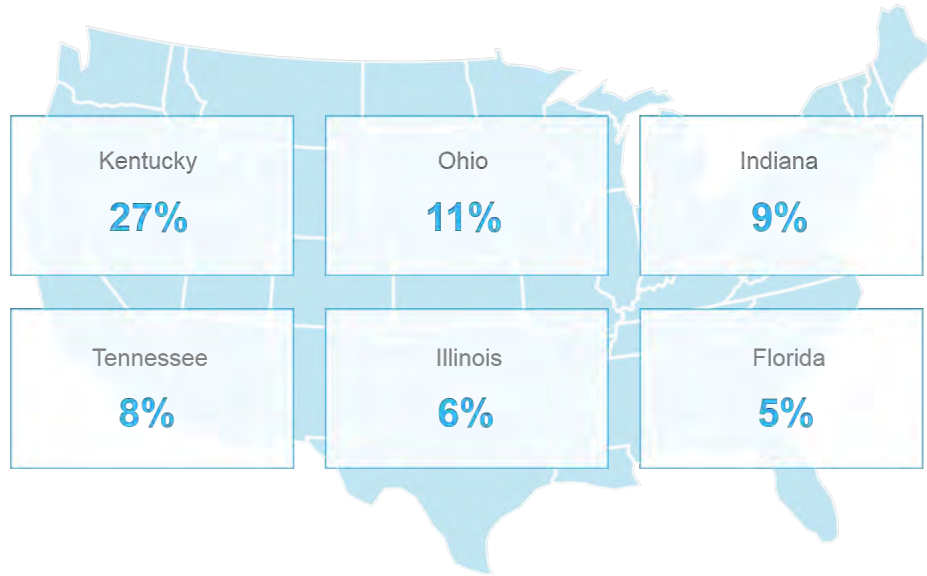 Kentucky
27%
Ohio
11%
Indiana
9%
Tennessee
8%
Illinois
6%
Florida
5%